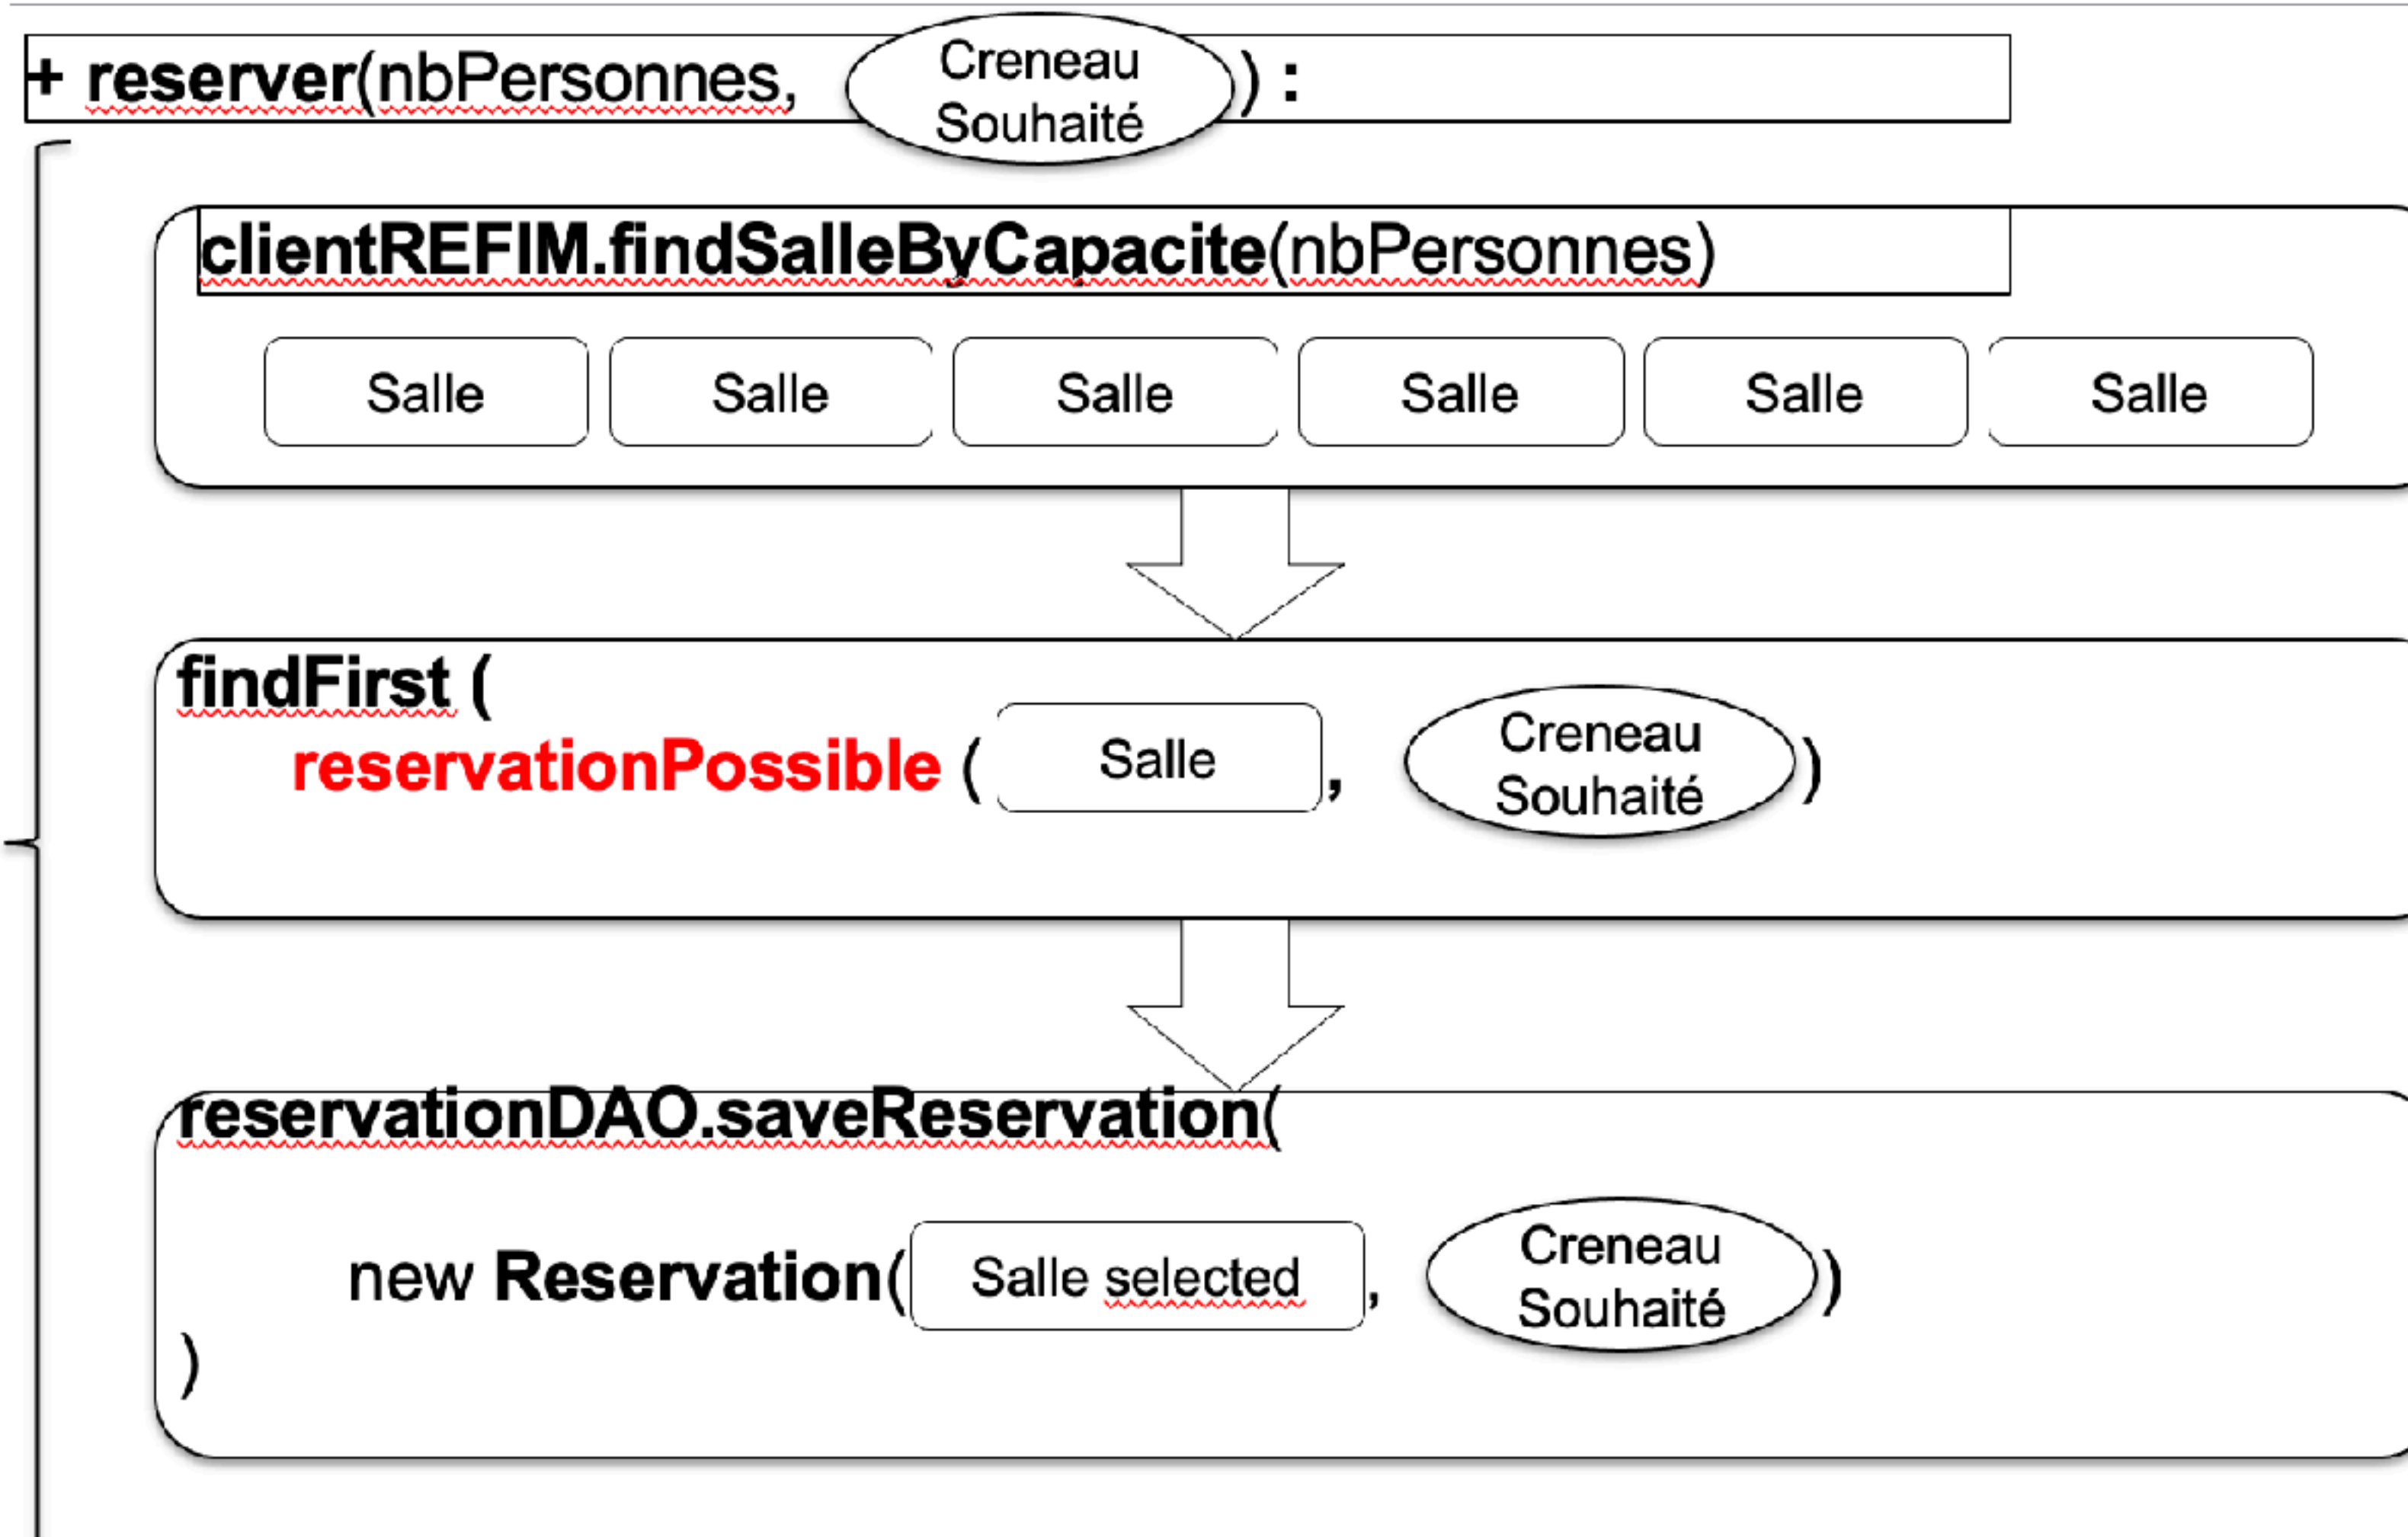 + reserver(nbPersonnes, Creneau Souhaité) :
clientREFIM.findSalleByCapacite(nbPersonnes)
Salle Salle Salle Salle Salle Salle
findFirst (
reservationPossible ( Salle , Creneau Souhaité )
reservationDAO.saveReservation(
new Reservation( Salle selected , Creneau Souhaité )
)